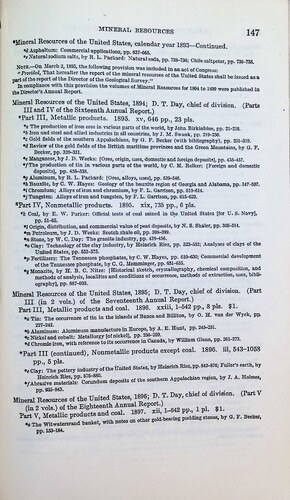 MINERAL RESOURCES 147
*Mineral Resources of the United States, calendar year 1893—Continued.
Asphaltum: Commercial applications, pp. 637-669.
Natural sodium salts, by R. L. Packard: Natural soda, pp. 728-734; Chile saltpeter, pp. 735-738.
NOTE.—On March 2, 1895, the following provision was included in an act of Congress:
" Provided, That hereafter the report of the mineral resources of the United States shall be issued as a
part of the report of the Director of the Geological Survey."
In compliance with this provision the volumes of Mineral Resources for 1894 to 1899 were published in
the Director's Annual Report.
Mineral Resources of the United States, 1894; D. T. Day, chief of division. (Parts
III and IV of the Sixteenth Annual Report.)
*Part III, Metallic products. 1895. xv, 646 pp., 23 pls.
The production of iron ores in various parts of the world, by John Birkinbine, pp. 21-218.
Iron and steel and allied industries in all countries, by J. M. Swank, pp. 219-250.
Gold fields of the southern Appalachians, by G. F. Becker (with bibliography), pp. 251-319.
Review of the gold fields of the British maritime provinces and the Green Mountains, by G. F.
Becker, pp. 320-331.
Manganese, by J. D. Weeks: [Ores, origin, uses, domestic and foreign deposits], pp. 435-457.
The production of tin in various parts of the world, by C. M. Rolker: [Foreign and domestic
deposits], pp. 458-538.
Aluminum, by R. L. Packard: [Ores, alloys, uses], pp. 539-546.
Bauxite, by C. W. Hayes: Geology of the bauxite region of Georgia and Alabama, pp. 547-597.
Chromium: Alloys of iron and chromium, by F. L. Garrison, pp. 610-614.
Tungsten: Alloys of iron and tungsten, by F. L. Garrison, pp. 615-623.
*Part IV, Nonmetallic products. 1895. xix, 735 pp., 6 pls.
Coal, by E. W. Parker: Official tests of coal mined in the United States [for U. S. Navy],
pp. 51-60.
Origin, distribution, and commercial value of peat deposits, by N. S. Shaler, pp. 305-314.
Petroleum, by J. D. Weeks: Scotch shale oil, pp. 390-399.
Stone, by W. C. Day: The granite industry, pp. 439-456.
Clay: Technology of the clay industry, by Heinrich Ries, pp. 523-553; Analyses of clays of the
United States, pp. 553-575.
Fertilizers: The Tennessee phosphates, by C. W. Hayes, pp. 610-630; Commercial development
of the Tennessee phosphate, by C. G. Memminger, pp. 631-635.
Monazite, by H. B. C. Nitze: [Historical sketch, crystallography, chemical composition, and
methods of analysis, localities and conditions of occurrence, methods of extraction, uses, bibliography],
pp. 667-693.
Mineral Resources of the United States, 1895; D. T. Day, chief of division. (Part
III (in 2 vols.) of the Seventeenth Annual Report.)
Part III, Metallic products and coal. 1896. xxiii, 1-542 pp., 8 pls. $1.
Tin: The occurrence of tin in the islands of Banca and Billiton, by O. H. van der Wyck, pp.
227-242.
Aluminum: Aluminum manufacture in Europe, by A. E. Hunt, pp. 245-251.
Nickel and cobalt: Metallurgy [of nickel], pp. 256-259.
Chromic iron, with reference to its occurrence in Canada, by William Glenn, pp. 261-273.
*Part III (continued), Nonmetallic products except coal. 1896. iii, 543-1058
pp., 5 pls.
Clay: The pottery industry of the United States, by Heinrich Ries, pp. 842-876; Fuller's earth, by
Heinrich Ries, pp. 876-880.
Abrasive materials: Corundum deposits of the southern Appalachian region, by J. A. Holmes,
pp. 935-943.
Mineral Resources of the United States, 1896; D. T. Day, chief of division. (Part V
(in 2 vols.) of the Eighteenth Annual Report.)
Part V, Metallic products and coal. 1897. xii, 1-642 pp., 1 pl. $1.
The Witwatersrand banket, with notes on other gold-bearing pudding stones, by G. F. Becker,
pp. 153-184.